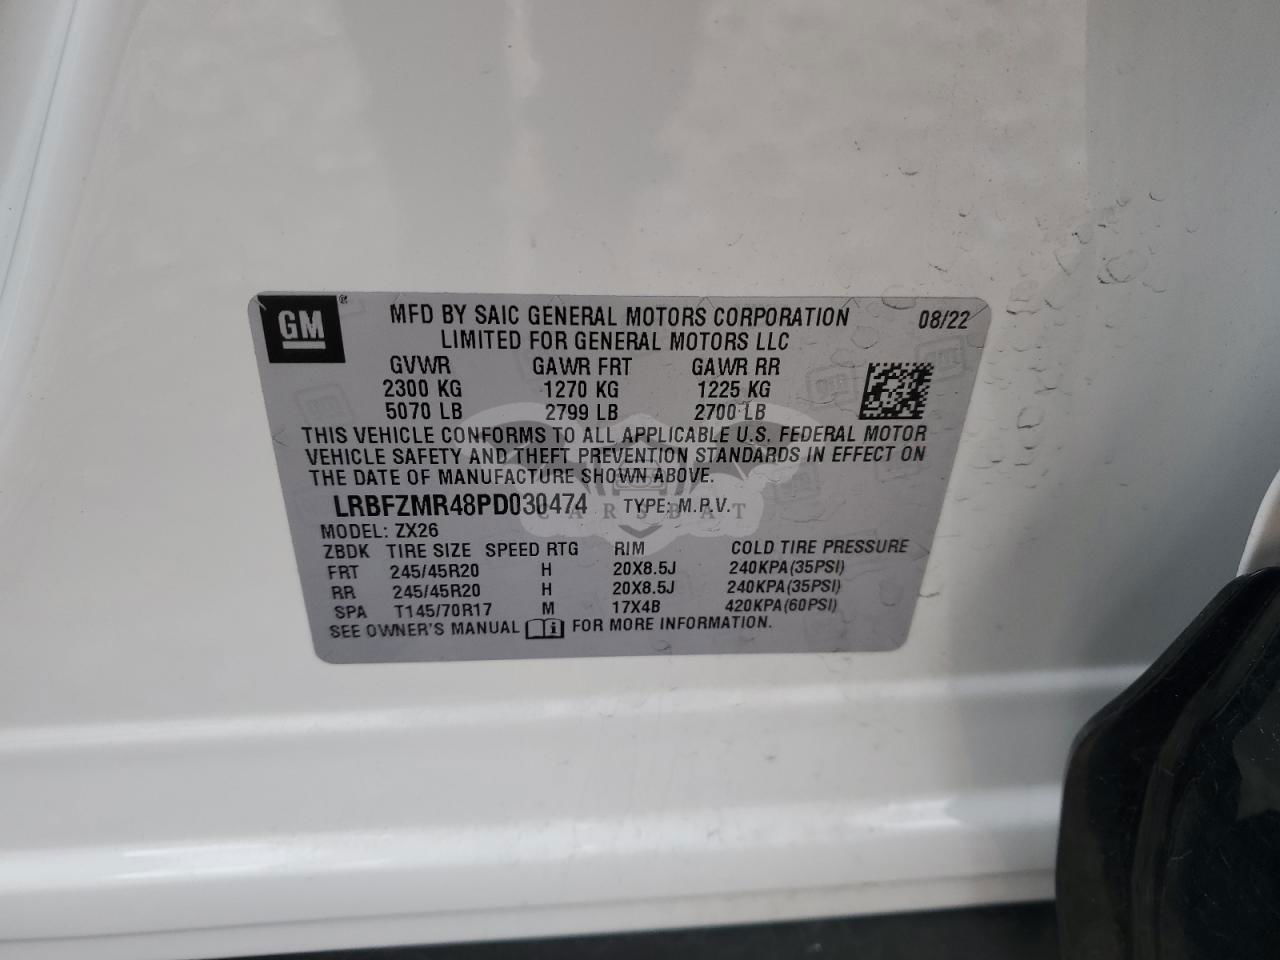 GM ®
MFD BY SAIC GENERAL MOTORS CORPORATION 08/22
LIMITED FOR GENERAL MOTORS LLC
GVWR GAWR FRT GAWR RR
2300 KG 1270 KG 1225 KG
5070 LB 2799 LB 2700 LB
THIS VEHICLE CONFORMS TO ALL APPLICABLE U.S. FEDERAL MOTOR
VEHICLE SAFETY AND THEFT PREVENTION STANDARDS IN EFFECT ON
THE DATE OF MANUFACTURE SHOWN ABOVE.
LRBFZMR48PD030474 TYPE: M.P.V.
CARSBAT
MODEL: ZX26
ZBDK TIRE SIZE SPEED RTG RIM COLD TIRE PRESSURE
FRT 245/45R20 H 20X8.5J 240KPA(35PSI)
RR 245/45R20 H 20X8.5J 240KPA(35PSI)
SPA T145/70R17 M 17X4B 420KPA(60PSI)
SEE OWNER'S MANUAL i FOR MORE INFORMATION.